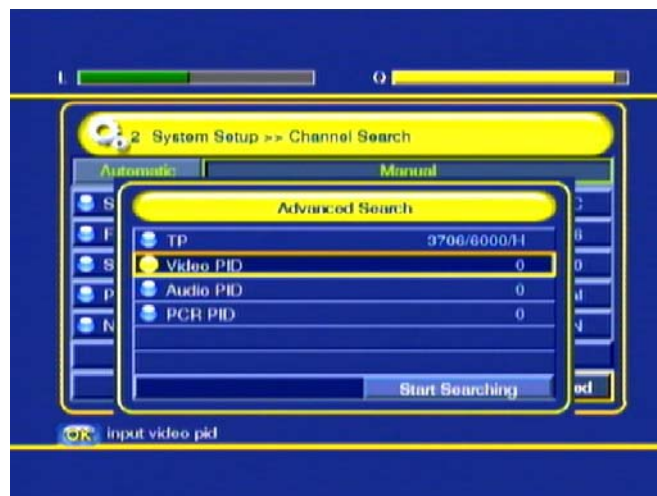 L
Q
2 System Setup >> Channel Search
Automatic Manual
Advanced Search
TP 3706/6000/H
Video PID 0
Audio PID 0
PCR PID 0
Start Searching
OK input video pid